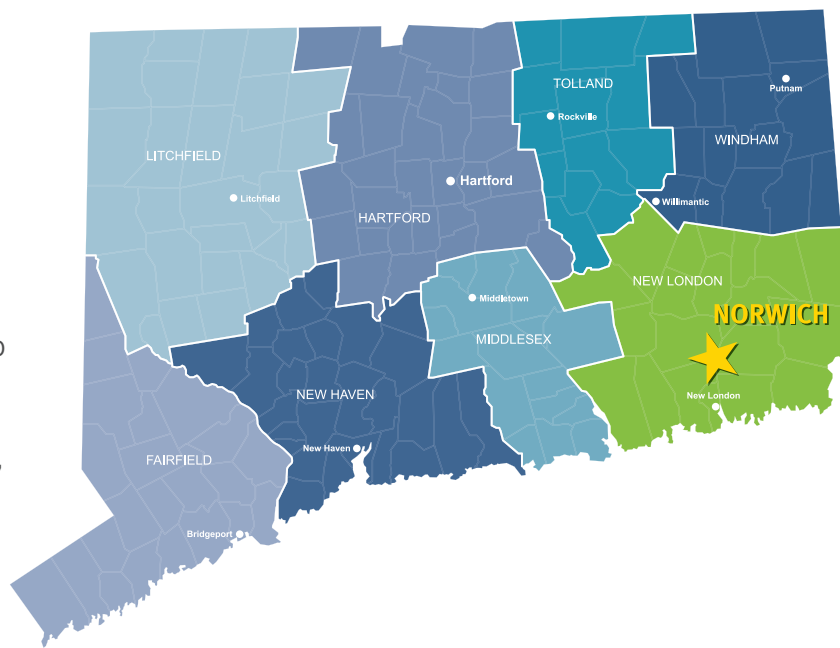 TOLLAND
Putnam
Rockville
WINDHAM
LITCHFIELD
Hartford
Litchfield
Willimantic
HARTFORD
NEW LONDON
Middletown
NORWICH
MIDDLESEX
NEW HAVEN
New London
New Haven
FAIRFIELD
Bridgeport